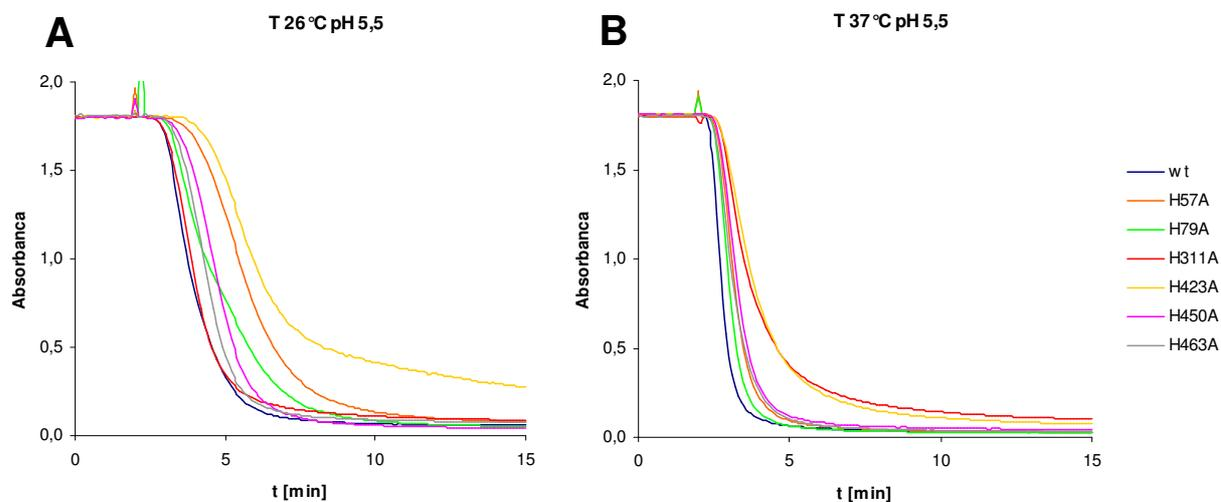 A
T 26°C pH 5,5
2,0
1,5
1,0
0,5
0,0
Absorbanca
0
5
10
15
t [min]
B
T 37°C pH 5,5
2,0
1,5
1,0
0,5
0,0
Absorbanca
0
5
10
15
t [min]
wt
H57A
H79A
H311A
H423A
H450A
H463A